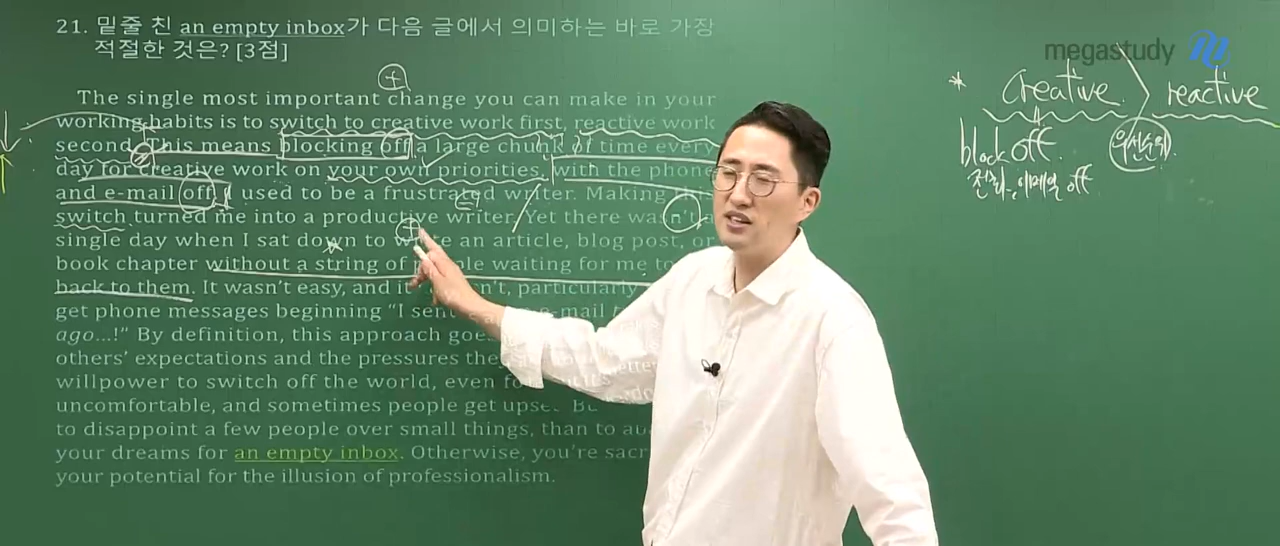 21. 밑줄 친 an empty inbox가 다음 글에서 의미하는 바로 가장
적절한 것은? [3점]
The single most important change you can make in your
working habits is to switch to creative work first, reactive work
second. This means blocking off a large chunk of time every
day for creative work on your own priorities, with the phone
and e-mail off. I used to be a frustrated writer. Making this
switch turned me into a productive writer. Yet there wasn't a
single day when I sat down to write an article, blog post, or
book chapter without a string of people waiting for me to
back to them. It wasn't easy, and it particularly
get phone messages beginning “I sent
ago...!” By definition, this approach goes
others' expectations and the pressures they
willpower to switch off the world, even for
uncomfortable, and sometimes people get upset.
to disappoint a few people over small things, than to
your dreams for an empty inbox. Otherwise, you're
your potential for the illusion of professionalism.
megastudy
* creative > reactive
block off 우선순위
전화, 이메일 off